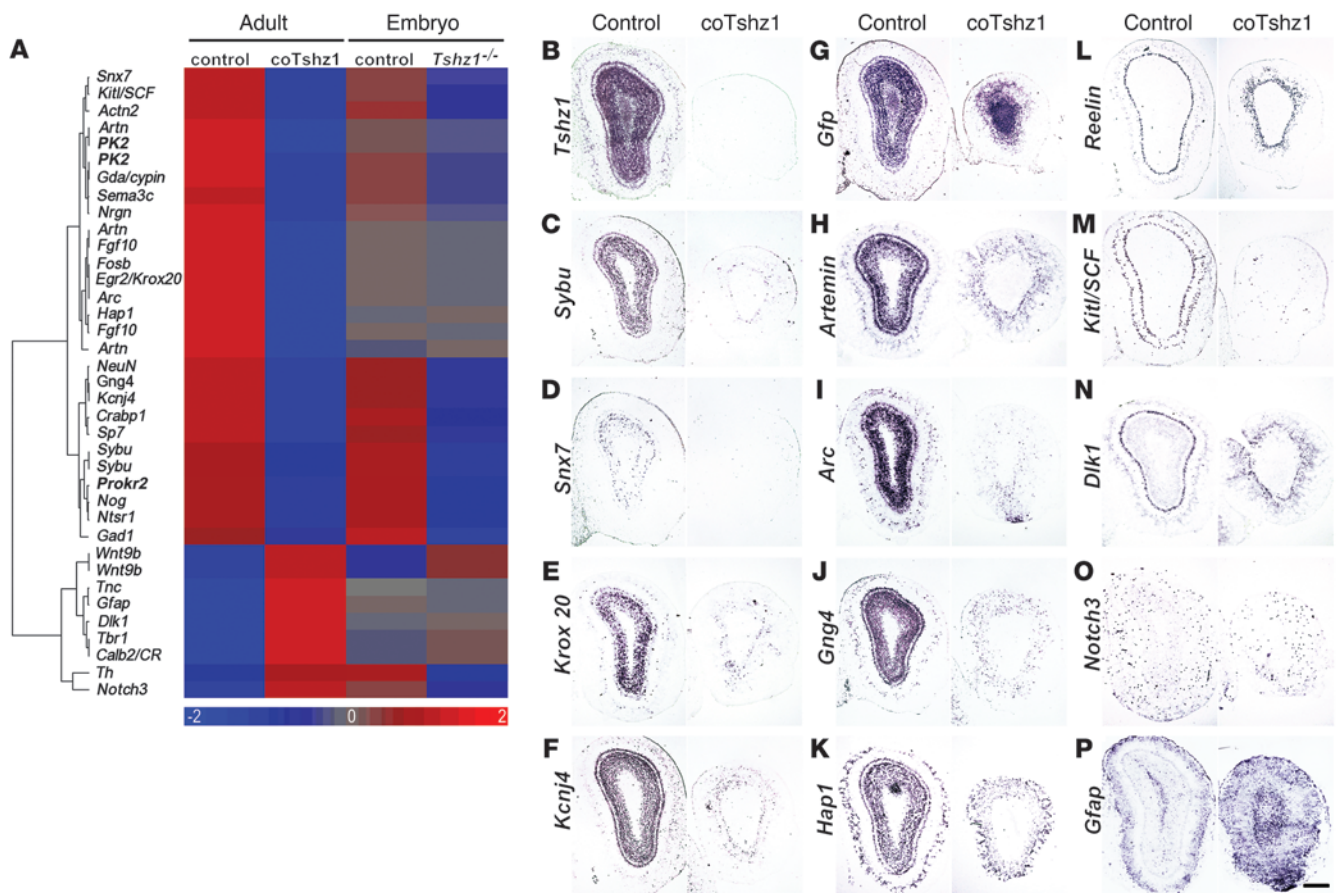 Adult Embryo
A
control coTshz1 control Tshz1-/-
Snx7
Kitl/SCF
Actn2
Artn
PK2
PK2
Gda/cypin
Sema3c
Nrgn
Artn
Fgf10
Fosb
Egr2/Krox20
Arc
Hap1
Fgf10
Artn
NeuN
Gng4
Kcnj4
Crabp1
Sp7
Sybu
Sybu
Prokr2
Nog
Ntsr1
Gad1
Wnt9b
Wnt9b
Tnc
Gfap
Dlk1
Tbr1
Calb2/CR
Th
Notch3
-2 0 2
Control coTshz1
B
Tshz1
C
Sybu
D
Snx7
E
Krox 20
F
Kcnj4
Control coTshz1
G
Gfp
H
Artemin
I
Arc
J
Gng4
K
Hap1
Control coTshz1
L
Reelin
M
Kitl/SCF
N
Dlk1
O
Notch3
P
Gfap